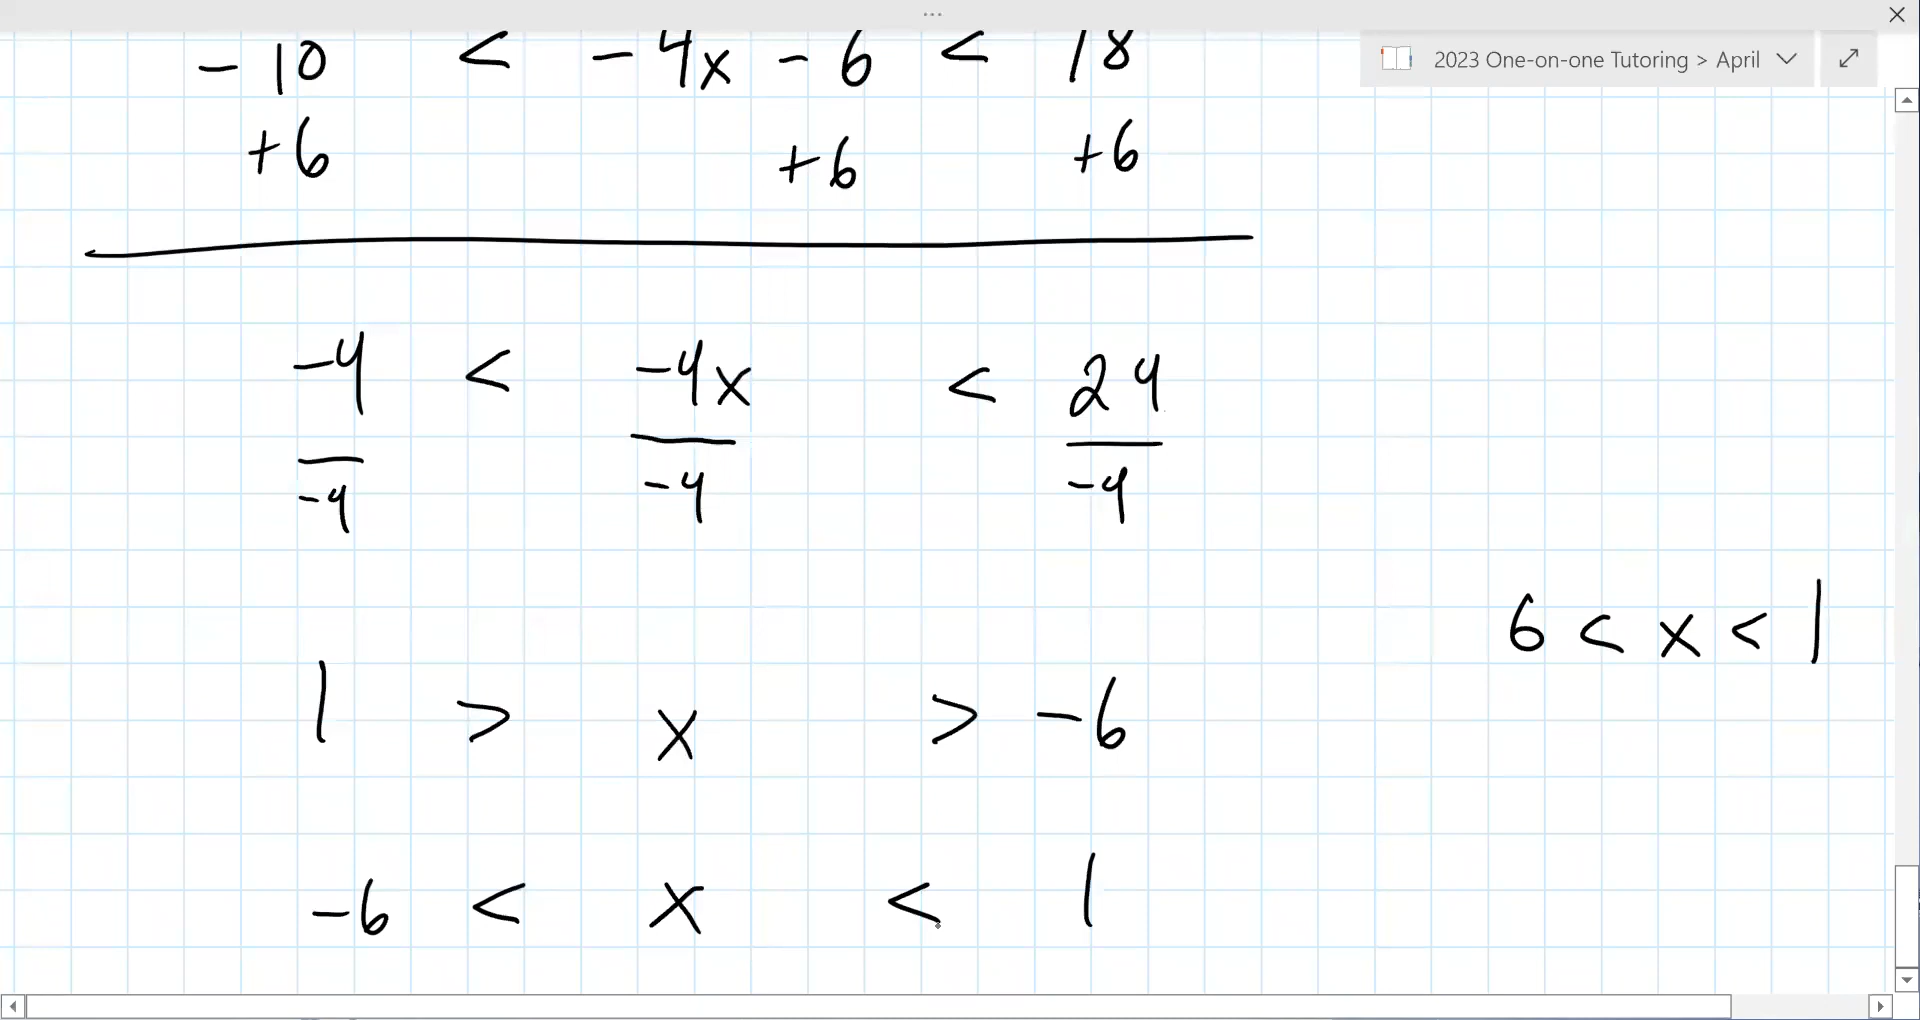 ...
2023 One-on-one Tutoring > April
- 10 < - 4x - 6 < 18
+6 +6 +6
-4 < -4x < 24
-4 -4 -4
6 < x < 1
1 > x > -6
-6 < x < 1